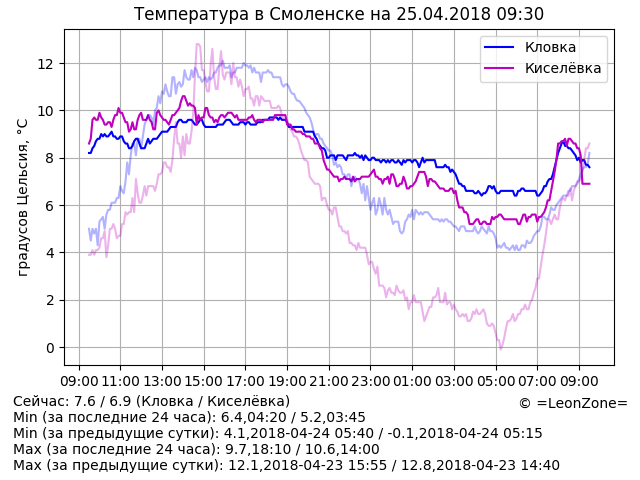 Температура в Смоленске на 25.04.2018 09:30
Кловка
Киселёвка
градусов Цельсия, °C
12
10
8
6
4
2
0
09:00 11:00 13:00 15:00 17:00 19:00 21:00 23:00 01:00 03:00 05:00 07:00 09:00
Сейчас: 7.6 / 6.9 (Кловка / Киселёвка)
© =LeonZone=
Min (за последние 24 часа): 6.4,04:20 / 5.2,03:45
Min (за предыдущие сутки): 4.1,2018-04-24 05:40 / -0.1,2018-04-24 05:15
Max (за последние 24 часа): 9.7,18:10 / 10.6,14:00
Max (за предыдущие сутки): 12.1,2018-04-23 15:55 / 12.8,2018-04-23 14:40